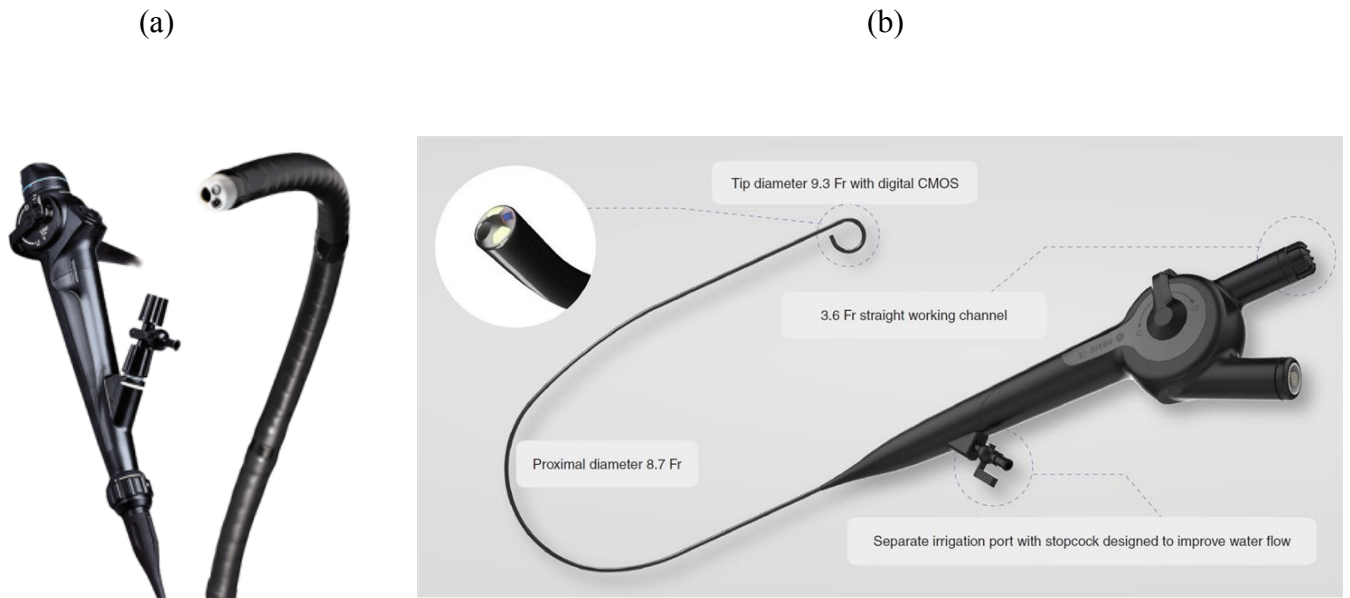 (a)
(b)
Tip diameter 9.3 Fr with digital CMOS
3.6 Fr straight working channel
Proximal diameter 8.7 Fr
Separate irrigation port with stopcock designed to improve water flow